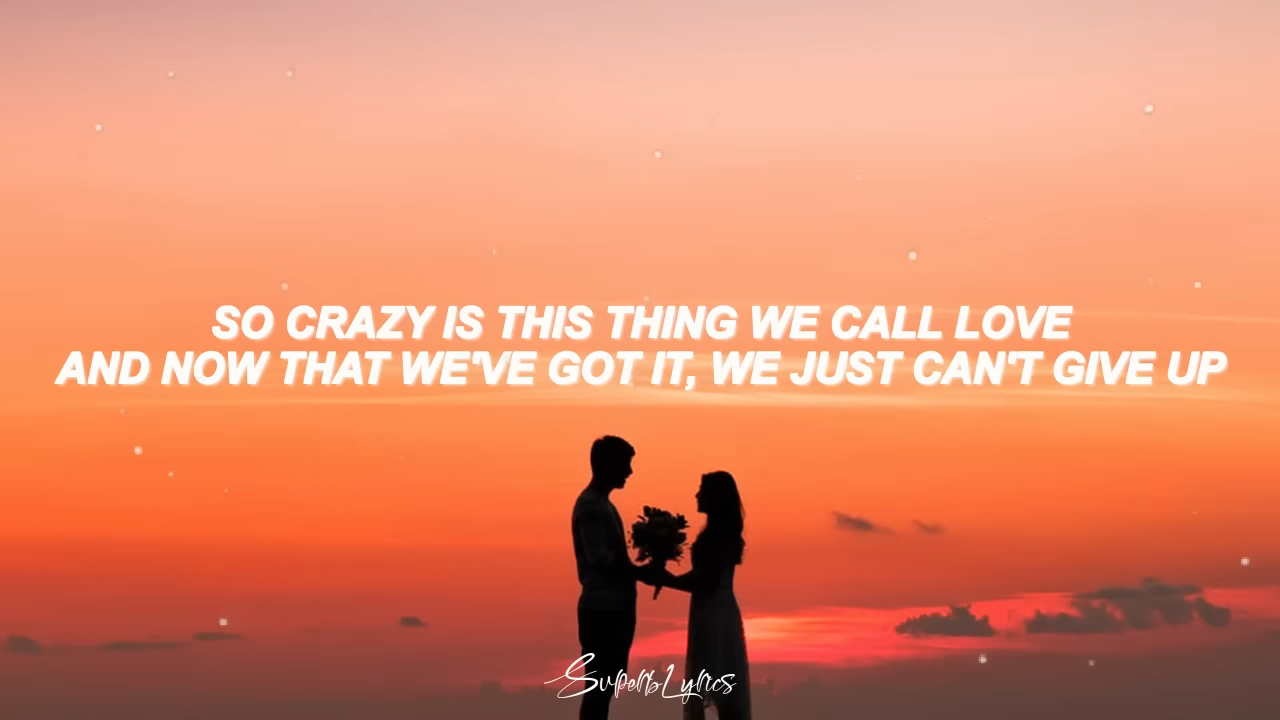 SO CRAZY IS THIS THING WE CALL LOVE
AND NOW THAT WE'VE GOT IT, WE JUST CAN'T GIVE UP
SuperbLyrics